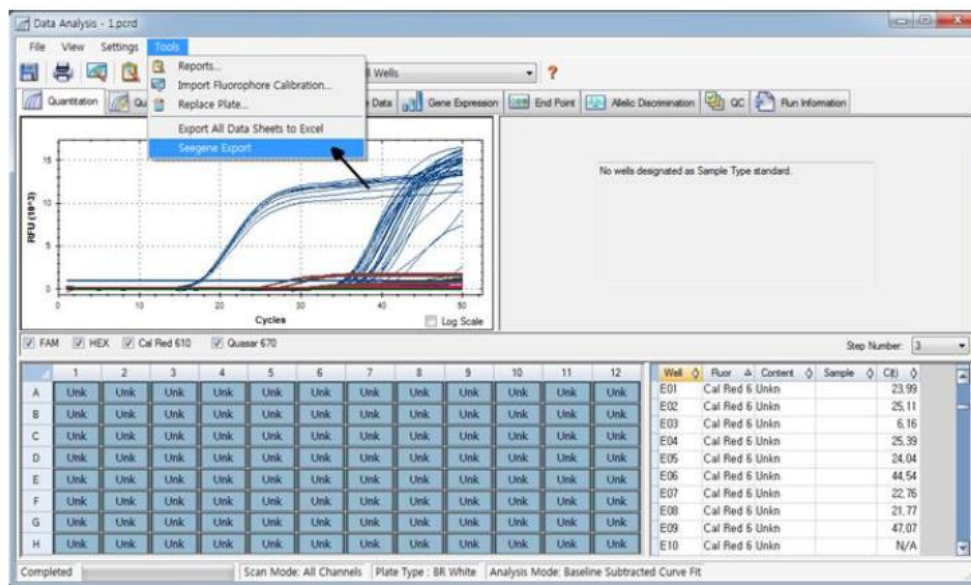 Data Analysis - 1.pcrd
File View Settings Tools
Reports...
Import Fluorophore Calibration...
Replace Plate...
Export All Data Sheets to Excel
Seegene Export
Wells
?
Quantitation Data Gene Expression End Point Allelic Discrimination QC Run Information
No wells designated as Sample Type standard.
RFU (10^3)
15
10
5
0
0 10 20 30 40 50
Cycles
Log Scale
FAM HEX Cal Red 610 Quasar 670
Step Number: 3
1 2 3 4 5 6 7 8 9 10 11 12
A Unk Unk Unk Unk Unk Unk Unk Unk Unk Unk Unk Unk
B Unk Unk Unk Unk Unk Unk Unk Unk Unk Unk Unk Unk
C Unk Unk Unk Unk Unk Unk Unk Unk Unk Unk Unk Unk
D Unk Unk Unk Unk Unk Unk Unk Unk Unk Unk Unk Unk
E Unk Unk Unk Unk Unk Unk Unk Unk Unk Unk Unk Unk
F Unk Unk Unk Unk Unk Unk Unk Unk Unk Unk Unk Unk
G Unk Unk Unk Unk Unk Unk Unk Unk Unk Unk Unk Unk
H Unk Unk Unk Unk Unk Unk Unk Unk Unk Unk Unk Unk
Well Fluor Content Sample C(t)
E01 Cal Red 6 Unkn 23,99
E02 Cal Red 6 Unkn 25,11
E03 Cal Red 6 Unkn 6,16
E04 Cal Red 6 Unkn 25,39
E05 Cal Red 6 Unkn 24,04
E06 Cal Red 6 Unkn 44,54
E07 Cal Red 6 Unkn 22,76
E08 Cal Red 6 Unkn 21,77
E09 Cal Red 6 Unkn 47,07
E10 Cal Red 6 Unkn N/A
Completed Scan Mode: All Channels Plate Type : BR White Analysis Mode: Baseline Subtracted Curve Fit